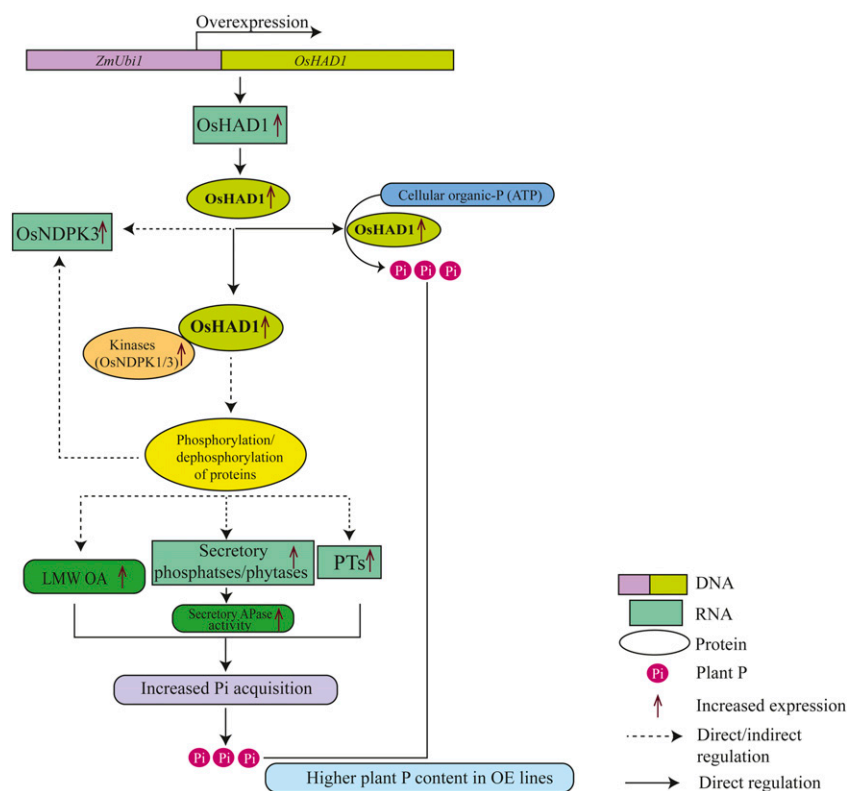 Overexpression
ZmUbi1
OsHAD1
OsHAD1
OsHAD1
Cellular organic-P (ATP)
OsNDPK3
OsHAD1
Pi Pi Pi
OsHAD1
Kinases
(OsNDPK1/3)
Phosphorylation/
dephosphorylation
of proteins
LMW OA
Secretory
phosphatses/phytases
PTs
Secretory APase
activity
Increased Pi acquisition
Pi Pi Pi
Higher plant P content in OE lines
DNA
RNA
Protein
Pi
Plant P
Increased expression
Direct/indirect
regulation
Direct regulation